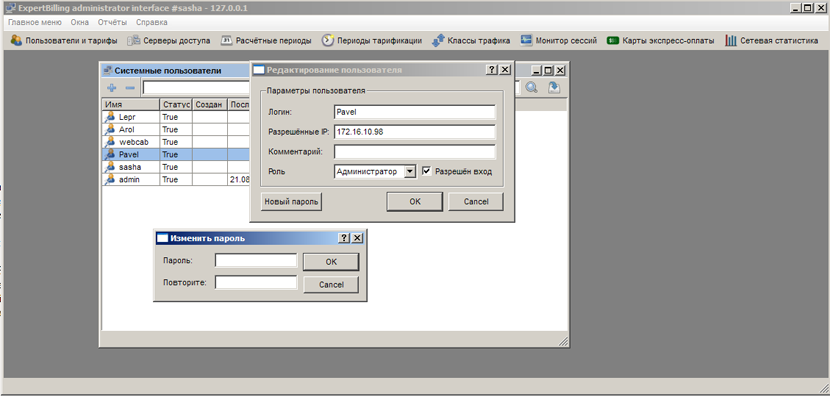 ExpertBilling administrator interface #sasha - 127.0.0.1
Главное меню Окна Отчёты Справка
Пользователи и тарифы Серверы доступа Расчётные периоды Периоды тарификации Классы трафика Монитор сессий Карты экспресс-оплаты Сетевая статистика
Системные пользователи
Имя Статус Создан Посл
Lepr True
Arol True
webcab True
Pavel True
sasha True
admin True 21.08
Редактирование пользователя
Параметры пользователя
Логин: Pavel
Разрешённые IP: 172.16.10.98
Комментарий:
Роль Администратор Разрешён вход
Новый пароль OK Cancel
Изменить пароль
Пароль: OK
Повторите: Cancel